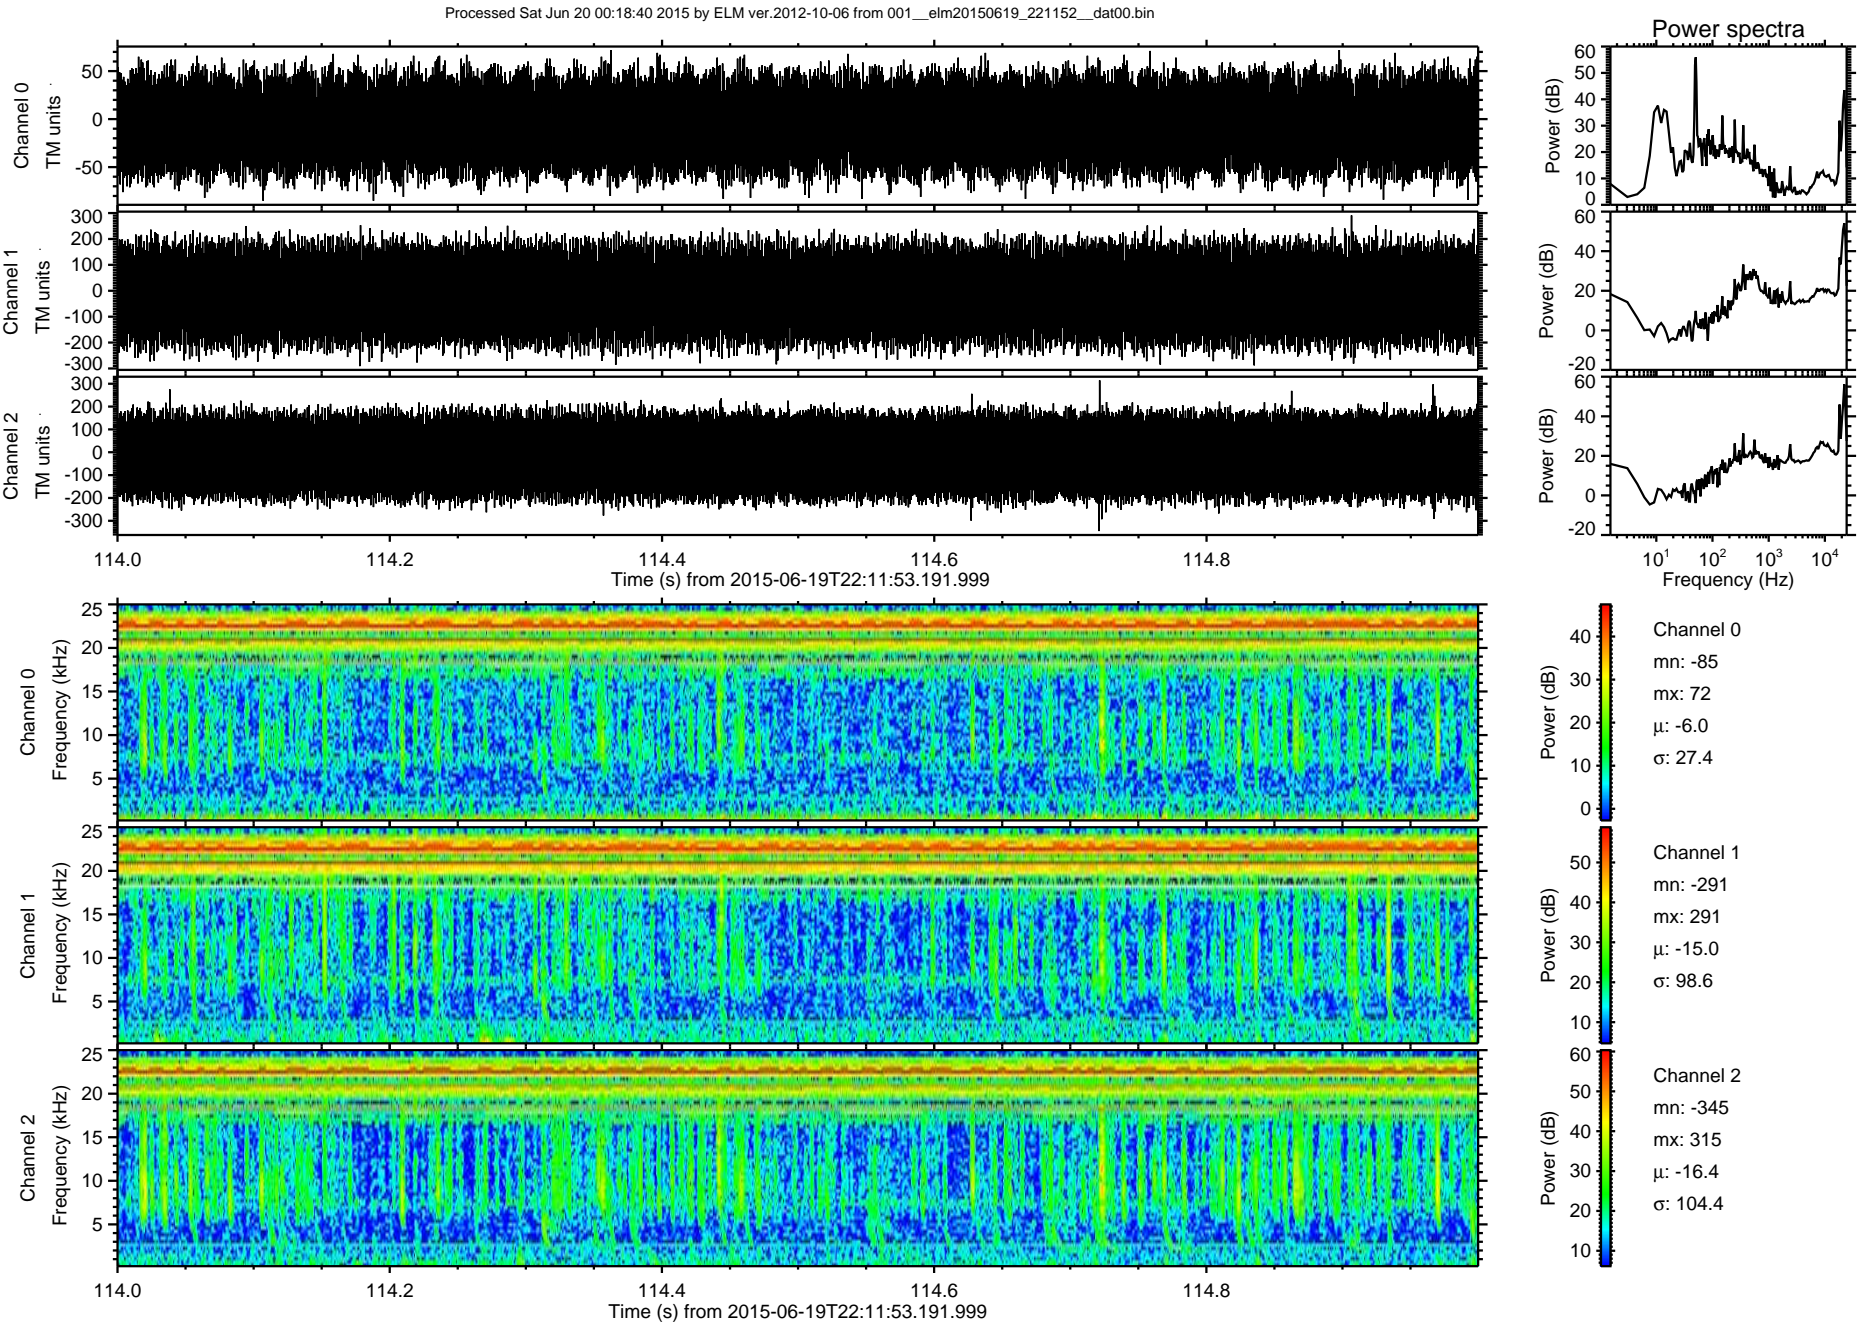 Processed Sat Jun 20 00:18:40 2015 by ELM ver.2012-10-06 from 001__elm20150619_221152__dat00.bin
Power spectra
Channel 0
TM units
50
0
-50
Power (dB)
60
50
40
30
20
10
0
Channel 1
TM units
300
200
100
0
-100
-200
-300
Power (dB)
60
40
20
0
-20
Channel 2
TM units
300
200
100
0
-100
-200
-300
Power (dB)
60
40
20
0
-20
114.0 114.2 114.4 114.6 114.8
Time (s) from 2015-06-19T22:11:53.191.999
10^1 10^2 10^3 10^4
Frequency (Hz)
Channel 0
Frequency (kHz)
25
20
15
10
5
Power (dB)
40
30
20
10
0
Channel 0
mn: -85
mx: 72
μ: -6.0
σ: 27.4
Channel 1
Frequency (kHz)
25
20
15
10
5
Power (dB)
50
40
30
20
10
Channel 1
mn: -291
mx: 291
μ: -15.0
σ: 98.6
Channel 2
Frequency (kHz)
25
20
15
10
5
Power (dB)
60
50
40
30
20
10
Channel 2
mn: -345
mx: 315
μ: -16.4
σ: 104.4
114.0 114.2 114.4 114.6 114.8
Time (s) from 2015-06-19T22:11:53.191.999